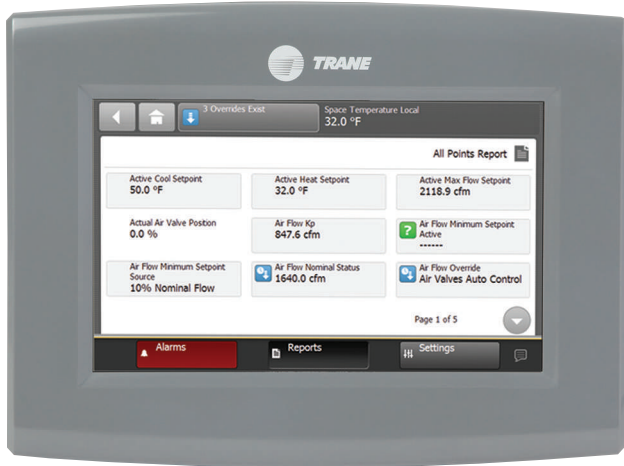 TRANE
3 Overrides Exist
Space Temperature Local
32.0 °F
All Points Report
Active Cool Setpoint
50.0 °F
Active Heat Setpoint
32.0 °F
Active Max Flow Setpoint
2118.9 cfm
Actual Air Valve Postion
0.0 %
Air Flow Kp
847.6 cfm
?
Air Flow Minimum Setpoint
Active
------
Air Flow Minimum Setpoint
Source
10% Nominal Flow
Air Flow Nominal Status
1640.0 cfm
Air Flow Override
Air Valves Auto Control
Page 1 of 5
Alarms
Reports
Settings